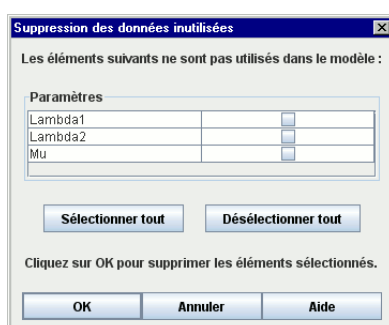 Suppression des données inutilisées
Les éléments suivants ne sont pas utilisés dans le modèle :
Paramètres
Lambda1
Lambda2
Mu
Sélectionner tout Désélectionner tout
Cliquez sur OK pour supprimer les éléments sélectionnés.
OK Annuler Aide